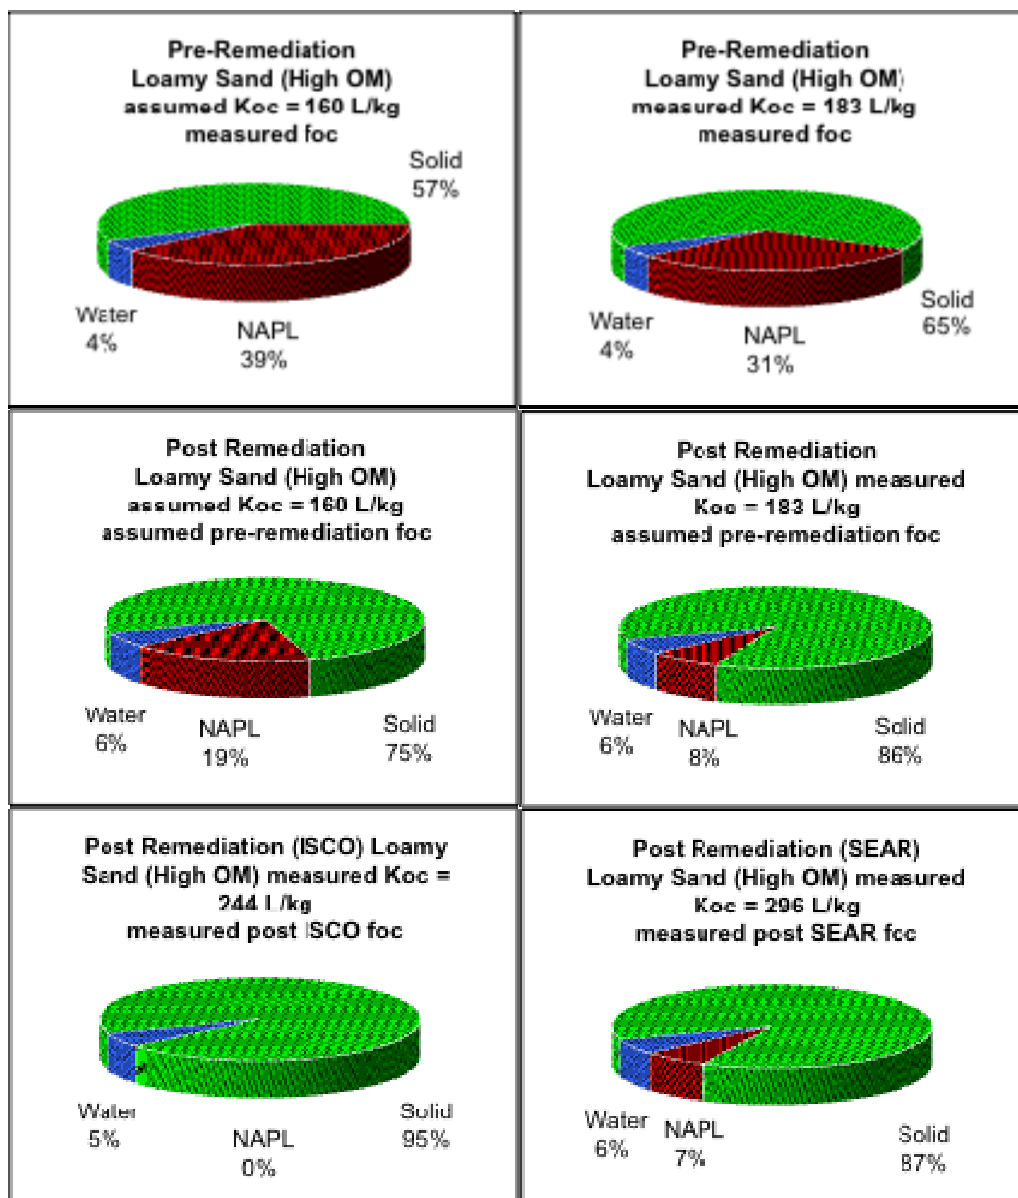 Pre-Remediation
Loamy Sand (High OM)
assumed Koc = 160 L/kg
measured foc
Solid
57%
Water
4%
NAPL
39%
Pre-Remediation
Loamy Sand (High OM)
measured Koc = 183 L/kg
measured foc
Solid
65%
Water
4%
NAPL
31%
Post Remediation
Loamy Sand (High OM)
assumed Koc = 160 L/kg
assumed pre-remediation foc
Water
6%
NAPL
19%
Solid
75%
Post Remediation
Loamy Sand (High OM) measured
Koc = 183 L/kg
assumed pre-remediation foc
Water
6%
NAPL
8%
Solid
86%
Post Remediation (ISCO) Loamy
Sand (High OM) measured Koc =
244 L/kg
measured post ISCO foc
Water
5%
NAPL
0%
Solid
95%
Post Remediation (SEAR)
Loamy Sand (High OM) measured
Koc = 296 L/kg
measured post SEAR foc
Water
6%
NAPL
7%
Solid
87%